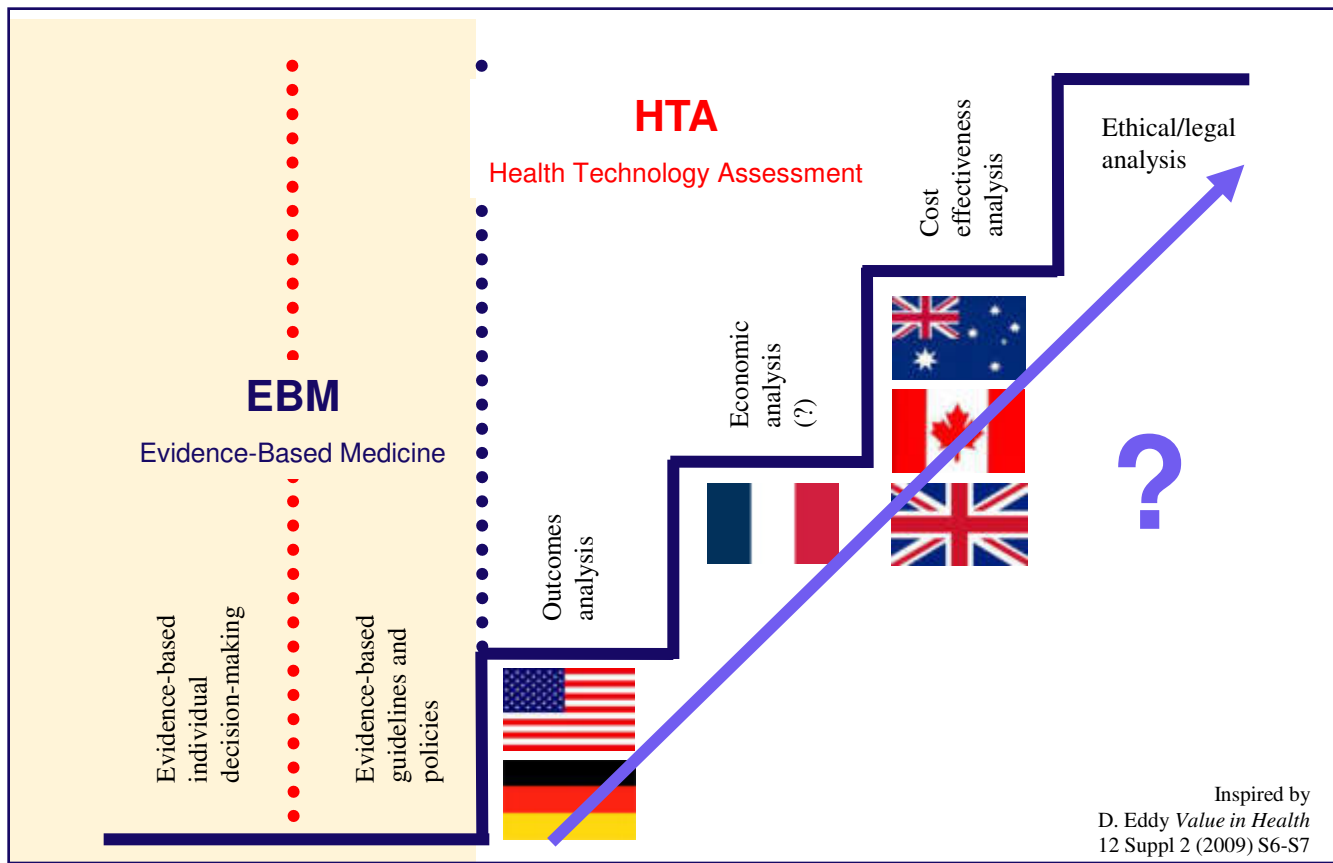 HTA
Health Technology Assessment
Ethical/legal
analysis
Cost
effectiveness
analysis
EBM
Evidence-Based Medicine
Economic
analysis
(?)
?
Outcomes
analysis
Evidence-based
individual
decision-making
Evidence-based
guidelines and
policies
Inspired by
D. Eddy Value in Health
12 Suppl 2 (2009) S6-S7